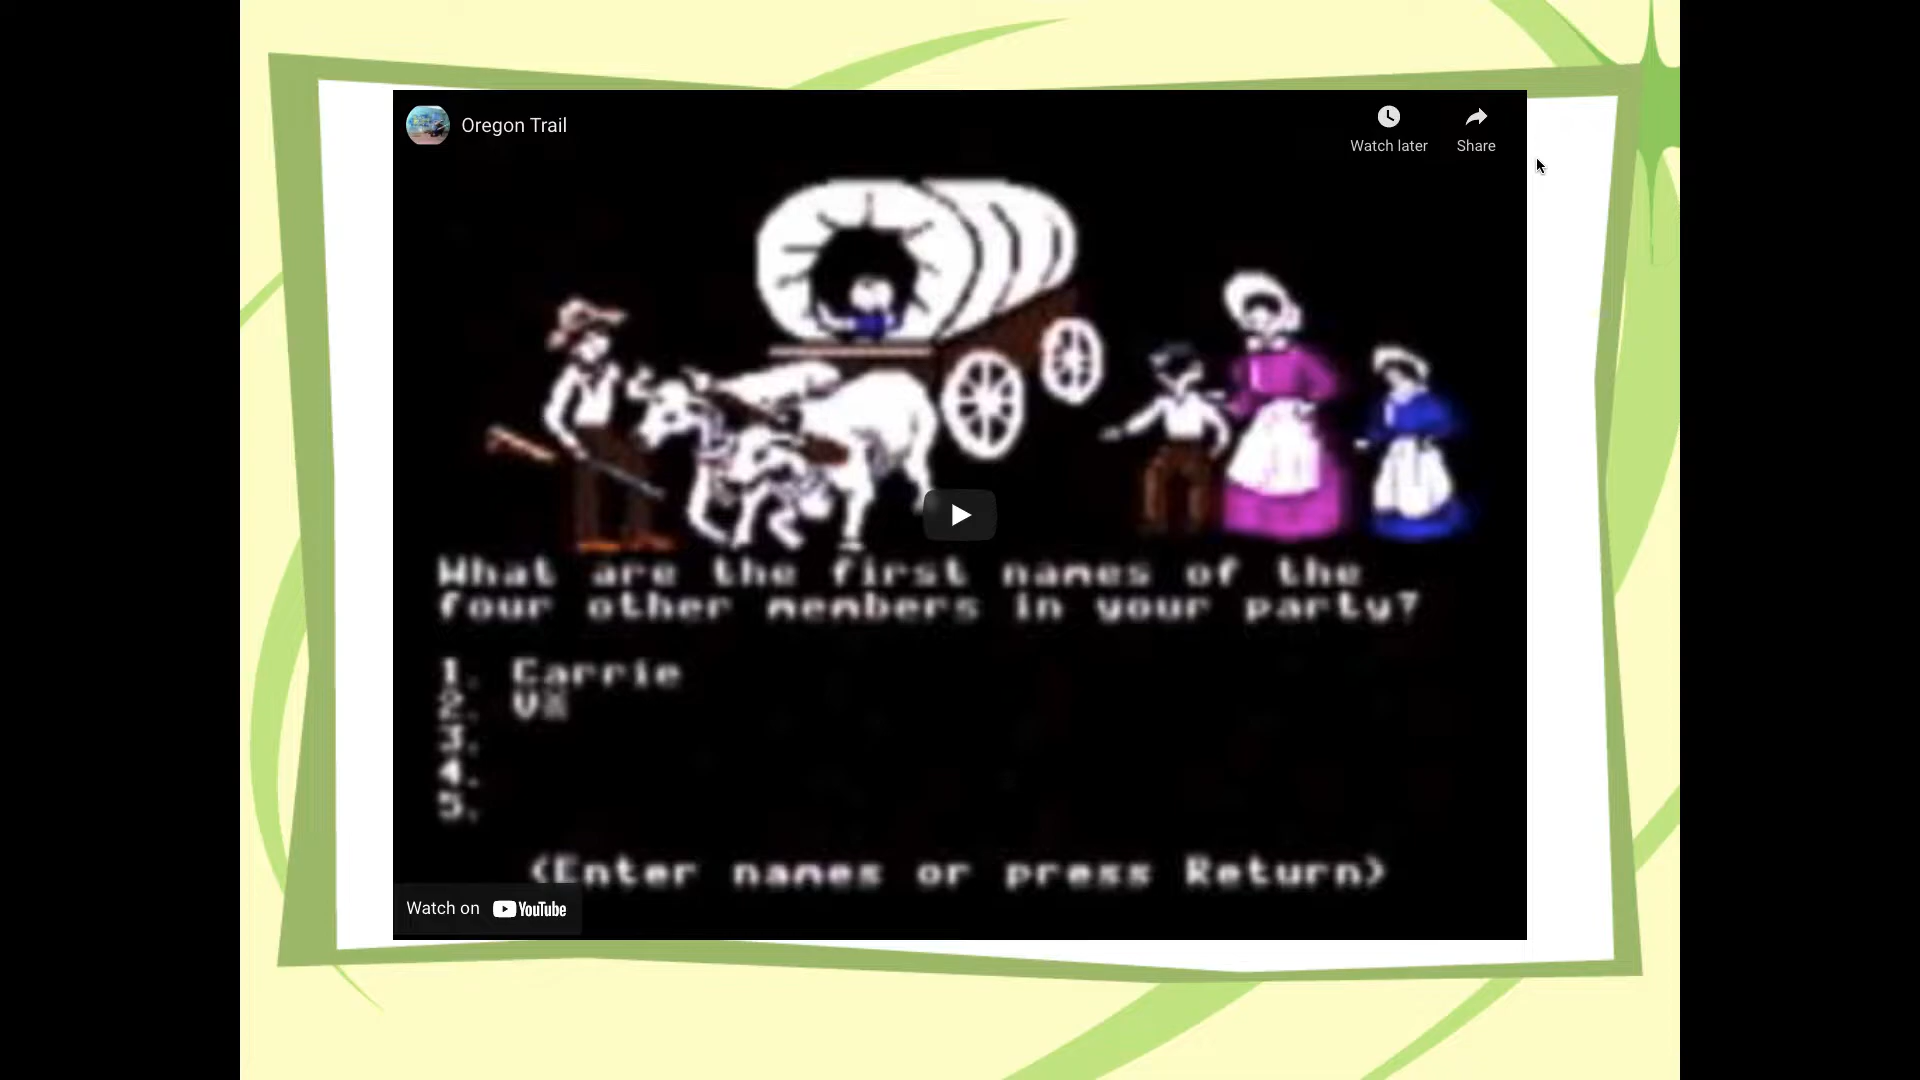 Oregon Trail
Watch later
Share
What are the first names of the
four other members in your party?
1. Carrie
2. V
3.
4.
5.
(Enter names or press Return)
Watch on YouTube